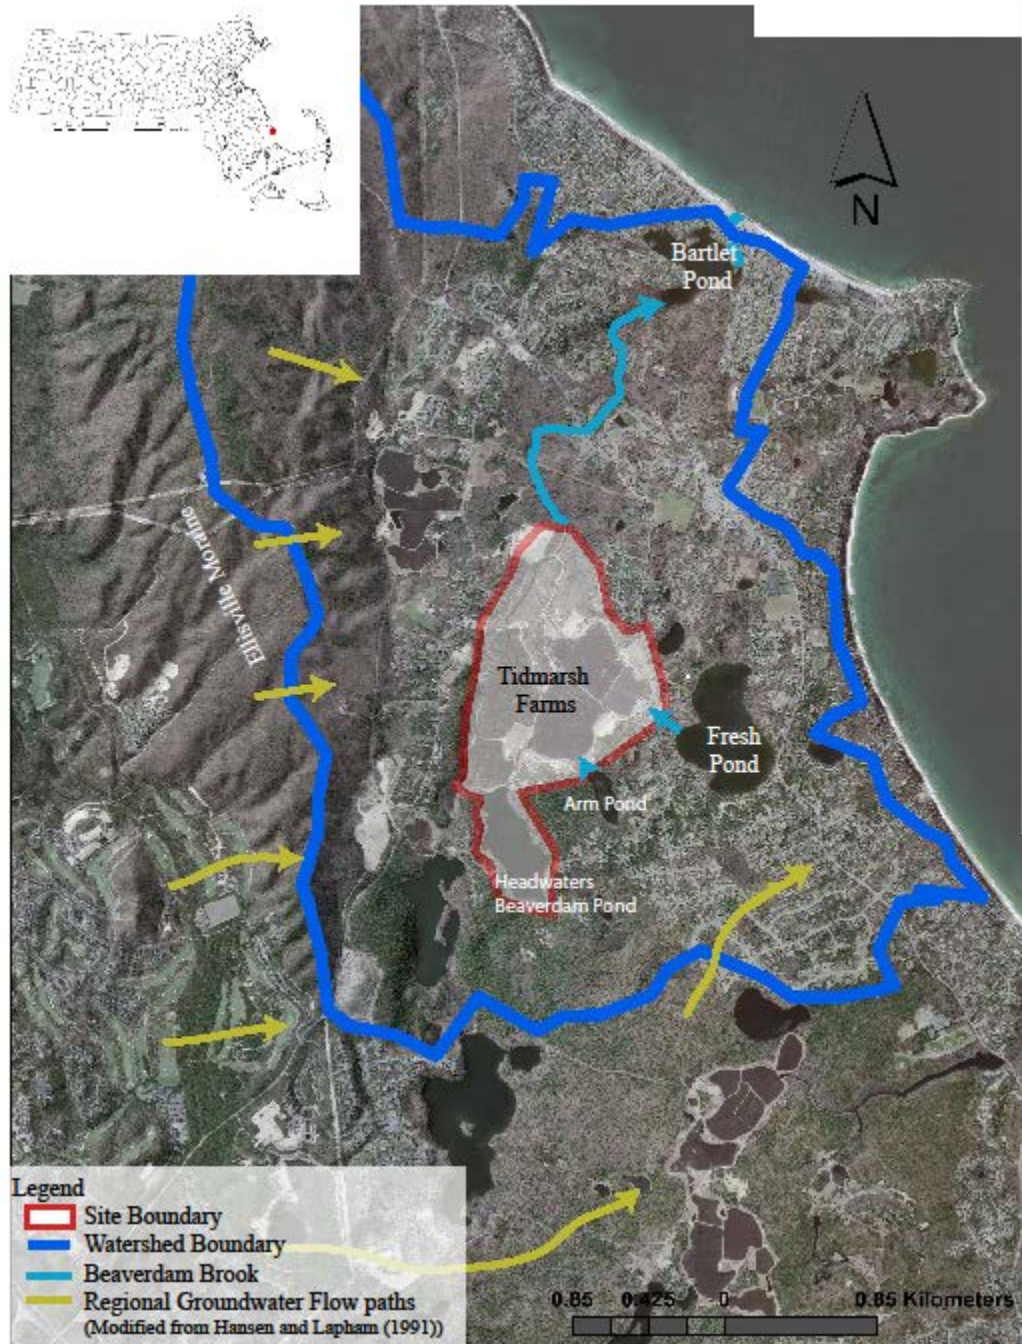 N
Bartlet
Pond
Ellisville Moraine
Tidmarsh
Farms
Fresh
Pond
Arm Pond
Headwaters
Beaverdam Pond
Legend
Site Boundary
Watershed Boundary
Beaverdam Brook
Regional Groundwater Flow paths
(Modified from Hansen and Lapham (1991))
0.85 0.425 0 0.85 Kilometers